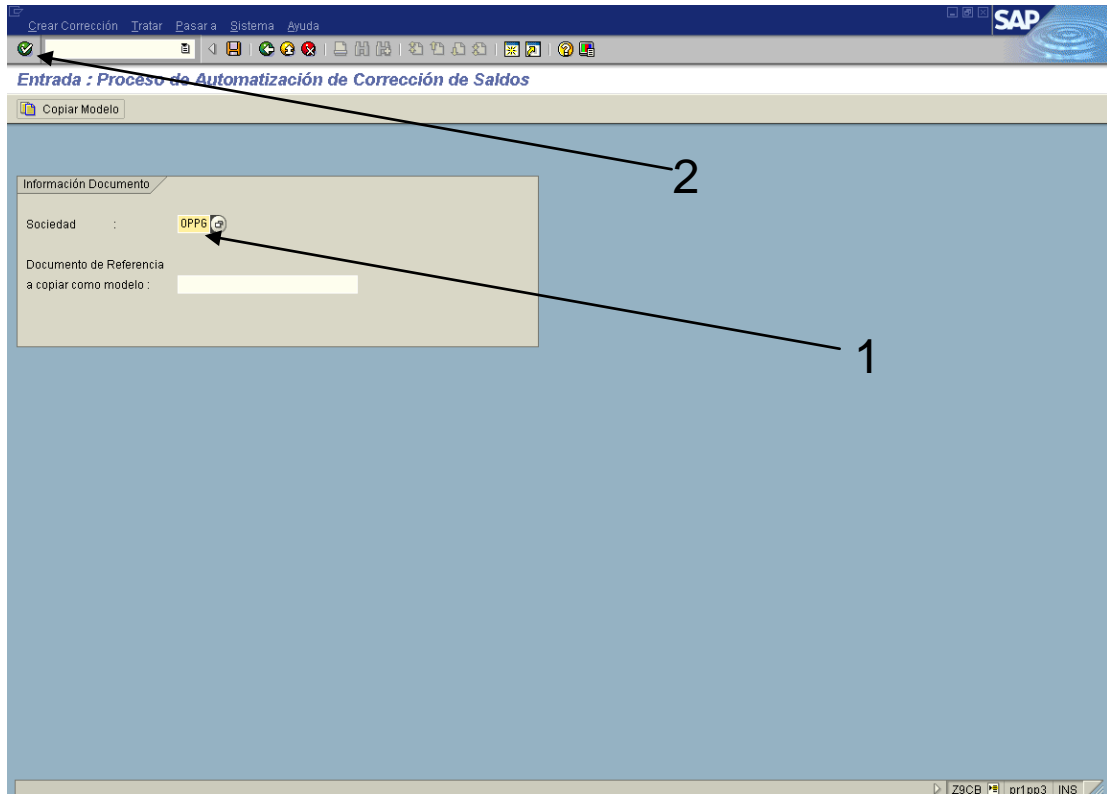 Crear Corrección Tratar Pasar a Sistema Ayuda
SAP
Entrada : Proceso de Automatización de Corrección de Saldos
Copiar Modelo
2
Información Documento
Sociedad : OPPG
Documento de Referencia
a copiar como modelo :
1
Z9CB pr1pp3 INS